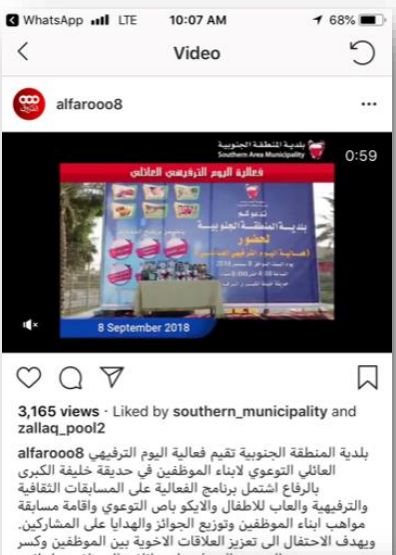 WhatsApp LTE 10:07 AM 68%
Video
alfarooo8
بلدية المنطقة الجنوبية
Southern Area Municipality
0:59
فعالية اليوم الترفيهي العائلي
تدعوكم
بلدية المنطقة الجنوبية
لحضور
8 September 2018
3,165 views · Liked by southern_municipality and
zallaq_pool2
alfarooo8 بلدية المنطقة الجنوبية تقيم فعالية اليوم الترفيهي
العائلي التوعوي لابناء الموظفين في حديقة خليفة الكبرى
بالرفاع اشتمل برنامج الفعالية على المسابقات الثقافية
والترفيهية والعاب للاطفال والايكو باص التوعوي واقامة مسابقة
مواهب ابناء الموظفين وتوزيع الجوائز والهدايا على المشاركين.
ويهدف الاحتفال الى تعزيز العلاقات الاخوية بين الموظفين وكسر